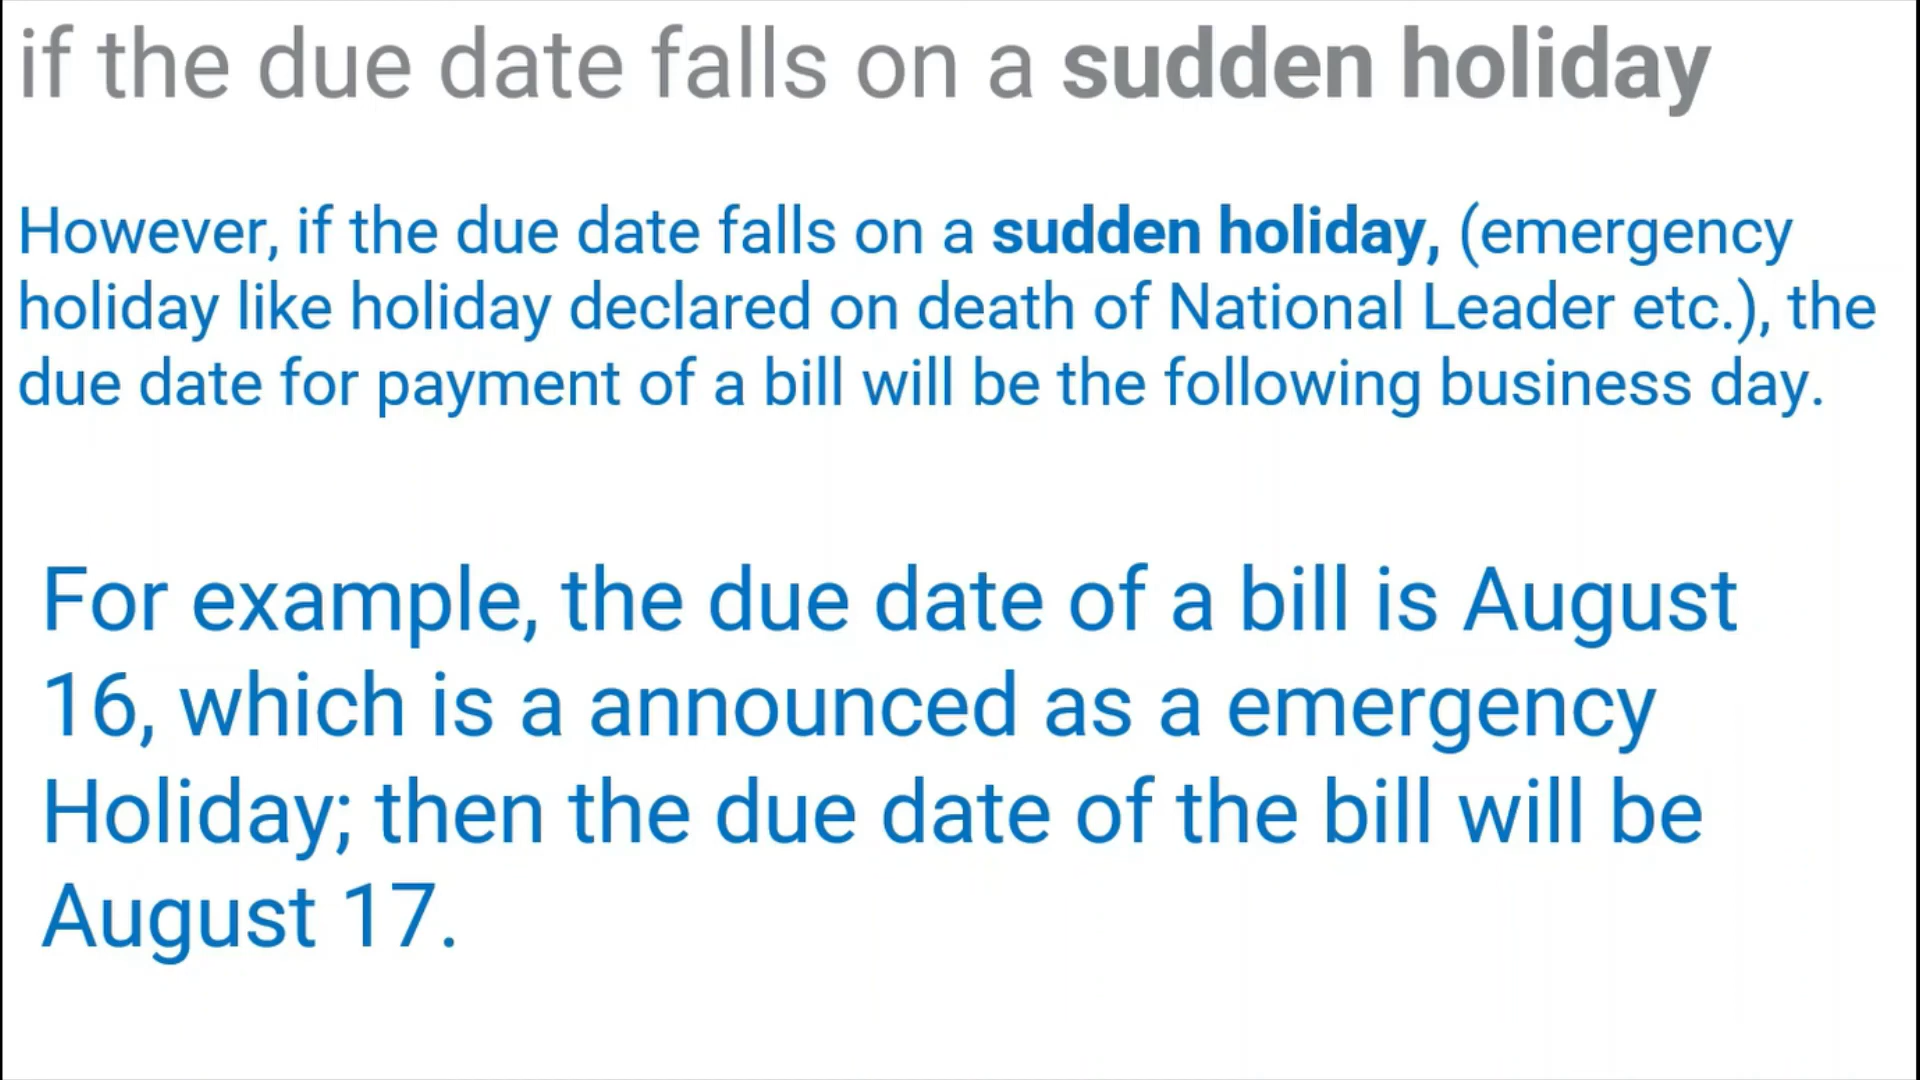 if the due date falls on a sudden holiday
However, if the due date falls on a sudden holiday, (emergency
holiday like holiday declared on death of National Leader etc.), the
due date for payment of a bill will be the following business day.
For example, the due date of a bill is August
16, which is a announced as a emergency
Holiday; then the due date of the bill will be
August 17.